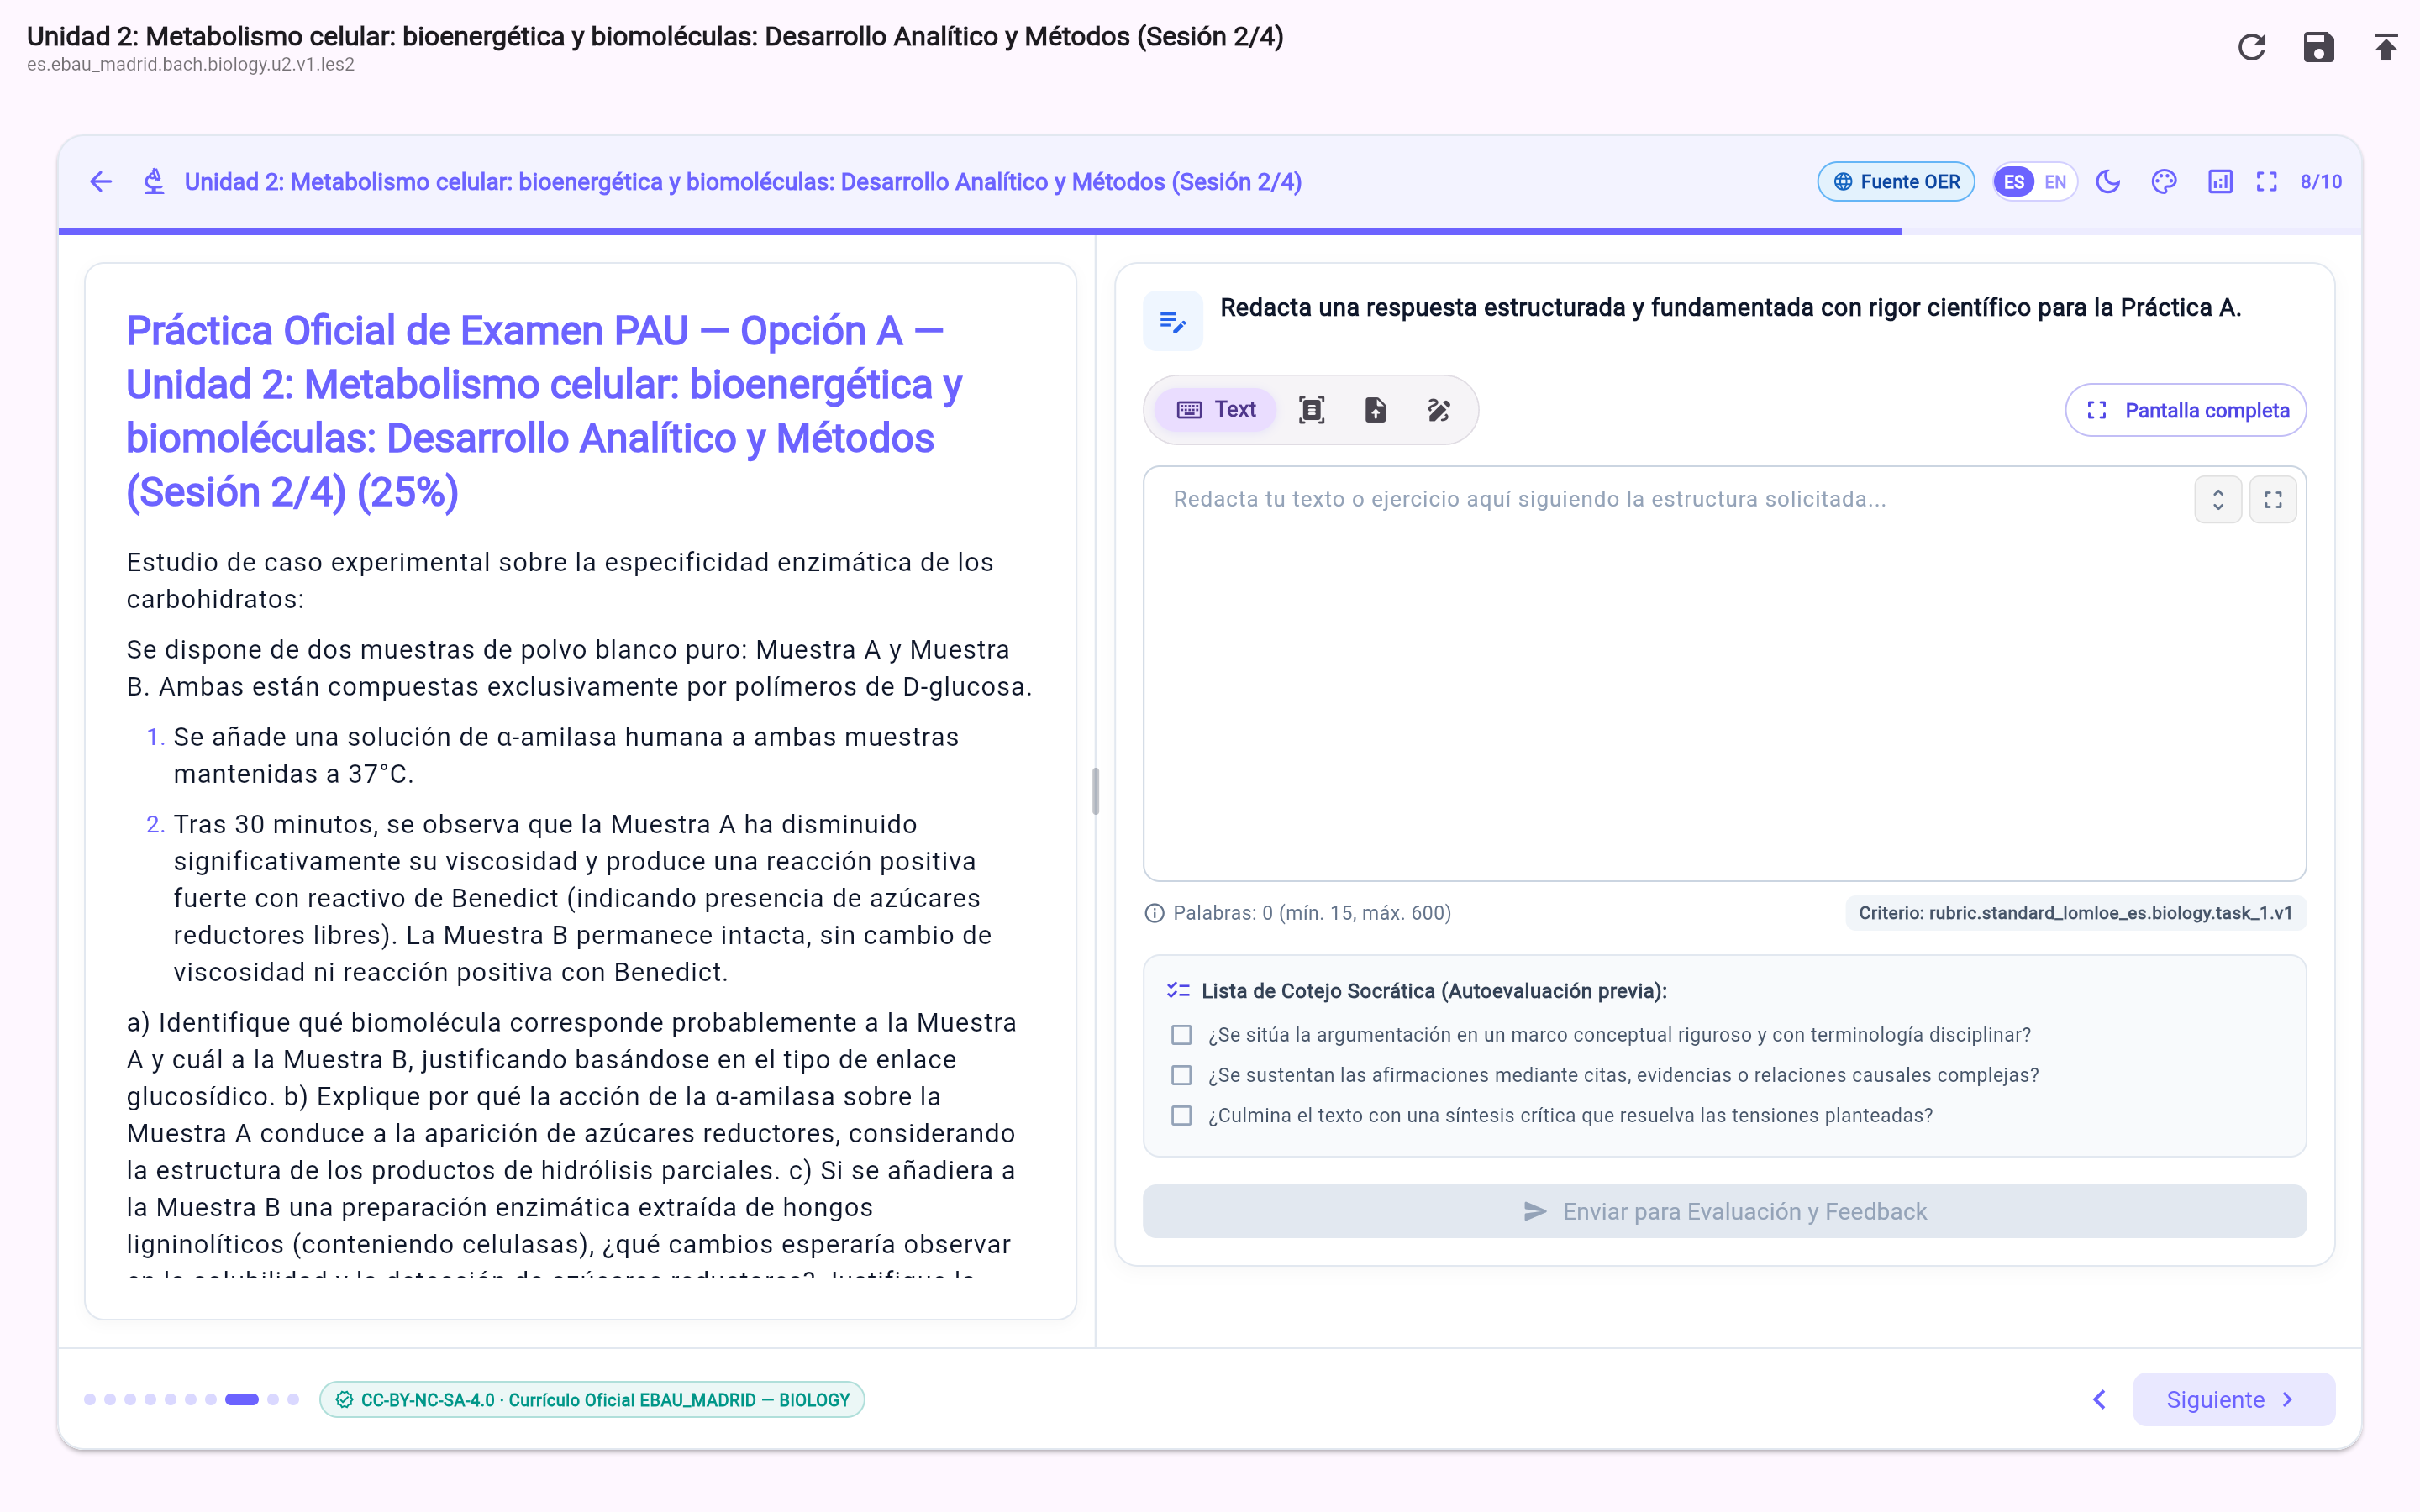 Unidad 2: Metabolismo celular: bioenergética y biomoléculas: Desarrollo Analítico y Métodos (Sesión 2/4)
es.ebau_madrid.bach.biology.u2.v1.les2
Unidad 2: Metabolismo celular: bioenergética y biomoléculas: Desarrollo Analítico y Métodos (Sesión 2/4)
Fuente OER
ES EN
8/10
Práctica Oficial de Examen PAU — Opción A —
Unidad 2: Metabolismo celular: bioenergética y
biomoléculas: Desarrollo Analítico y Métodos
(Sesión 2/4) (25%)
Estudio de caso experimental sobre la especificidad enzimática de los
carbohidratos:
Se dispone de dos muestras de polvo blanco puro: Muestra A y Muestra
B. Ambas están compuestas exclusivamente por polímeros de D-glucosa.
1. Se añade una solución de α-amilasa humana a ambas muestras
mantenidas a 37°C.
2. Tras 30 minutos, se observa que la Muestra A ha disminuido
significativamente su viscosidad y produce una reacción positiva
fuerte con reactivo de Benedict (indicando presencia de azúcares
reductores libres). La Muestra B permanece intacta, sin cambio de
viscosidad ni reacción positiva con Benedict.
a) Identifique qué biomolécula corresponde probablemente a la Muestra
A y cuál a la Muestra B, justificando basándose en el tipo de enlace
glucosídico. b) Explique por qué la acción de la α-amilasa sobre la
Muestra A conduce a la aparición de azúcares reductores, considerando
la estructura de los productos de hidrólisis parciales. c) Si se añadiera a
la Muestra B una preparación enzimática extraída de hongos
ligninolíticos (conteniendo celulasas), ¿qué cambios esperaría observar
en la solubilidad y la detección de azúcares reductores? Justifique la
Redacta una respuesta estructurada y fundamentada con rigor científico para la Práctica A.
Text
Pantalla completa
Redacta tu texto o ejercicio aquí siguiendo la estructura solicitada...
Palabras: 0 (mín. 15, máx. 600)
Criterio: rubric.standard_lomloe_es.biology.task_1.v1
Lista de Cotejo Socrática (Autoevaluación previa):
¿Se sitúa la argumentación en un marco conceptual riguroso y con terminología disciplinar?
¿Se sustentan las afirmaciones mediante citas, evidencias o relaciones causales complejas?
¿Culmina el texto con una síntesis crítica que resuelva las tensiones planteadas?
Enviar para Evaluación y Feedback
CC-BY-NC-SA-4.0 · Currículo Oficial EBAU_MADRID — BIOLOGY
Siguiente